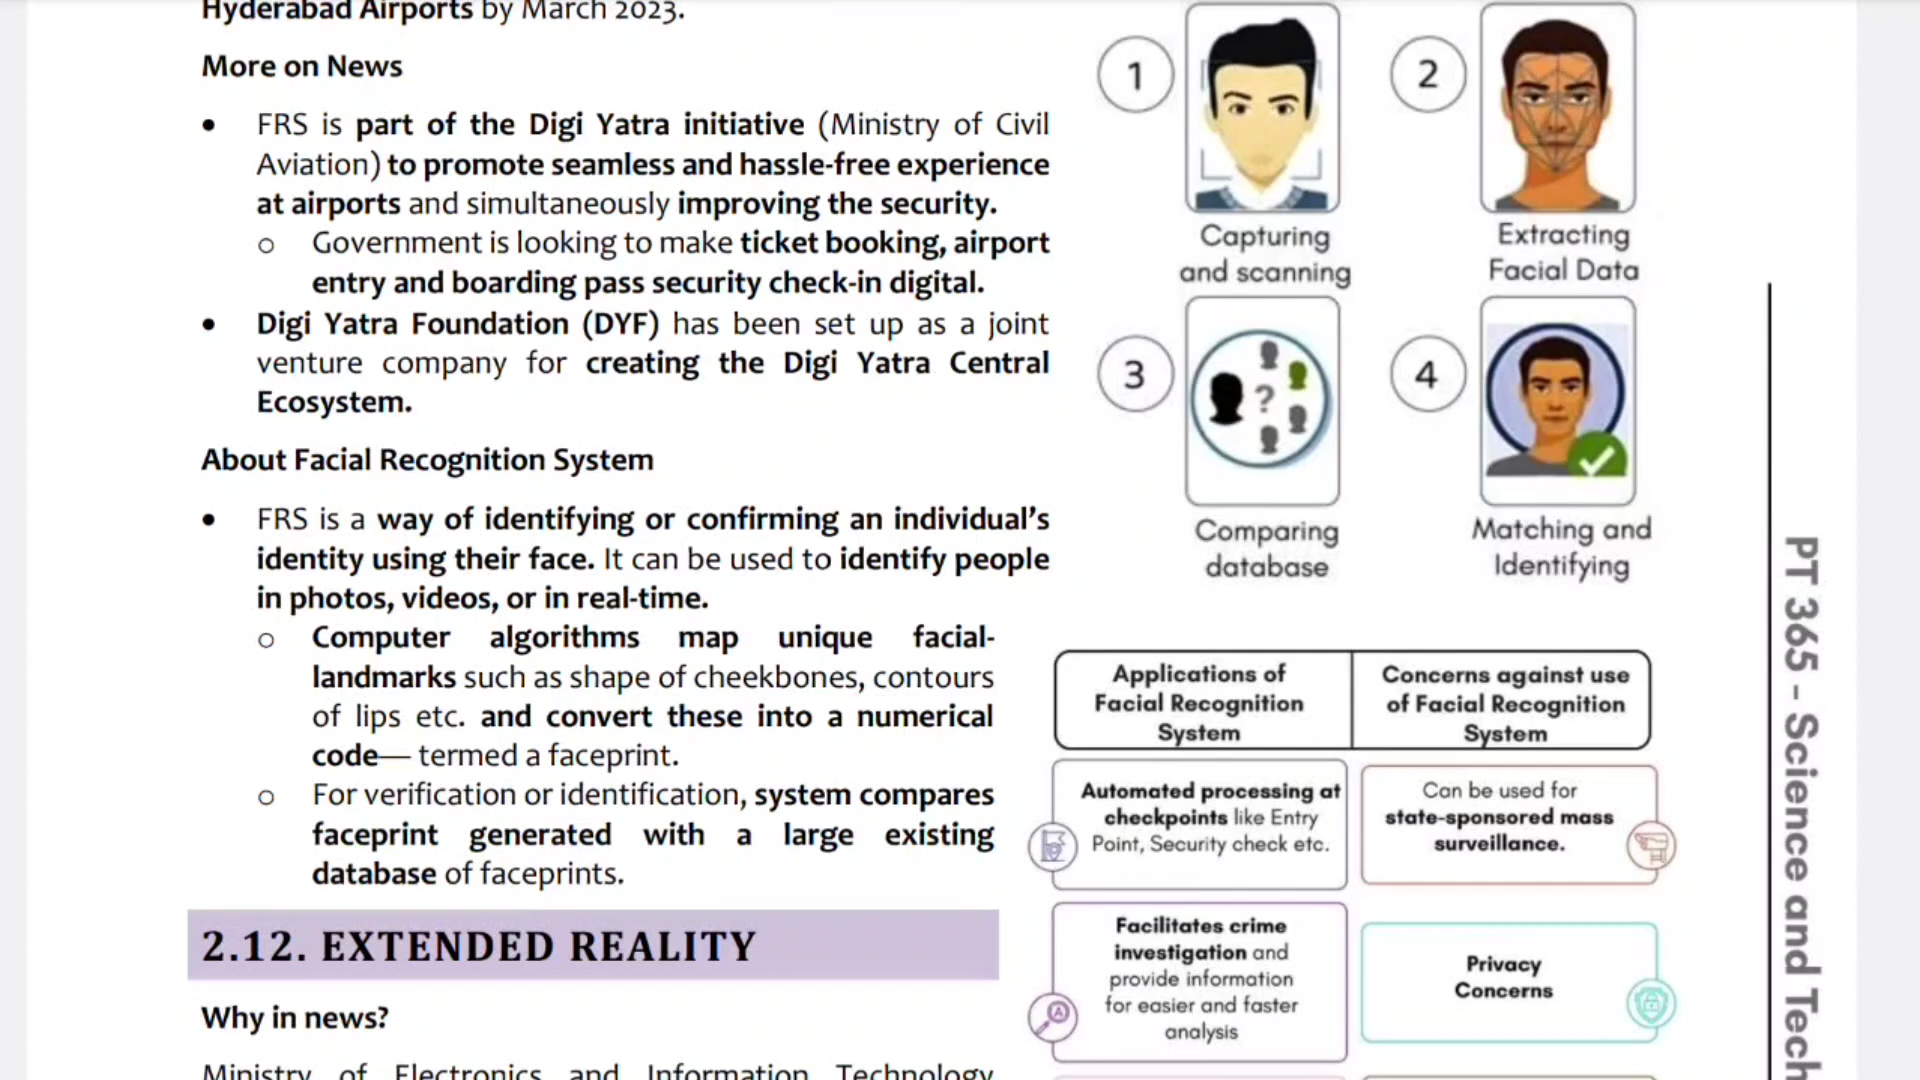 Hyderabad Airports by March 2023.
More on News
• FRS is part of the Digi Yatra initiative (Ministry of Civil
Aviation) to promote seamless and hassle-free experience
at airports and simultaneously improving the security.
o Government is looking to make ticket booking, airport
entry and boarding pass security check-in digital.
• Digi Yatra Foundation (DYF) has been set up as a joint
venture company for creating the Digi Yatra Central
Ecosystem.
About Facial Recognition System
• FRS is a way of identifying or confirming an individual's
identity using their face. It can be used to identify people
in photos, videos, or in real-time.
o Computer algorithms map unique facial-
landmarks such as shape of cheekbones, contours
of lips etc. and convert these into a numerical
code— termed a faceprint.
o For verification or identification, system compares
faceprint generated with a large existing
database of faceprints.
2.12. EXTENDED REALITY
Why in news?
Ministry of Electronics and Information Technology
1
Capturing
and scanning
2
Extracting
Facial Data
3
?
Comparing
database
4
Matching and
Identifying
Applications of
Facial Recognition
System
Concerns against use
of Facial Recognition
System
Automated processing at
checkpoints like Entry
Point, Security check etc.
Can be used for
state-sponsored mass
surveillance.
Facilitates crime
investigation and
provide information
for easier and faster
analysis
Privacy
Concerns
PT 365 – Science and Tech